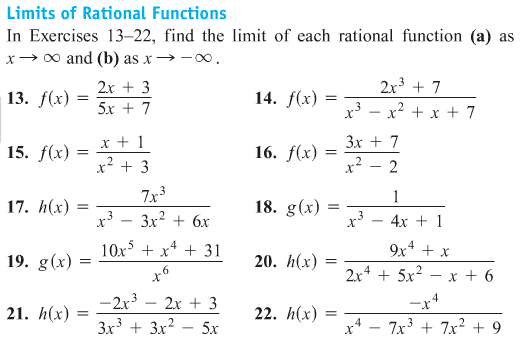 Limits of Rational Functions
In Exercises 13–22, find the limit of each rational function (a) as
x → ∞ and (b) as x → −∞.
13. f(x) = (2x + 3)/(5x + 7)
14. f(x) = (2x³ + 7)/(x³ − x² + x + 7)
15. f(x) = (x + 1)/(x² + 3)
16. f(x) = (3x + 7)/(x² − 2)
17. h(x) = (7x³)/(x³ − 3x² + 6x)
18. g(x) = 1/(x³ − 4x + 1)
19. g(x) = (10x⁵ + x⁴ + 31)/x⁶
20. h(x) = (9x⁴ + x)/(2x⁴ + 5x² − x + 6)
21. h(x) = (−2x³ − 2x + 3)/(3x³ + 3x² − 5x)
22. h(x) = (−x⁴)/(x⁴ − 7x³ + 7x² + 9)